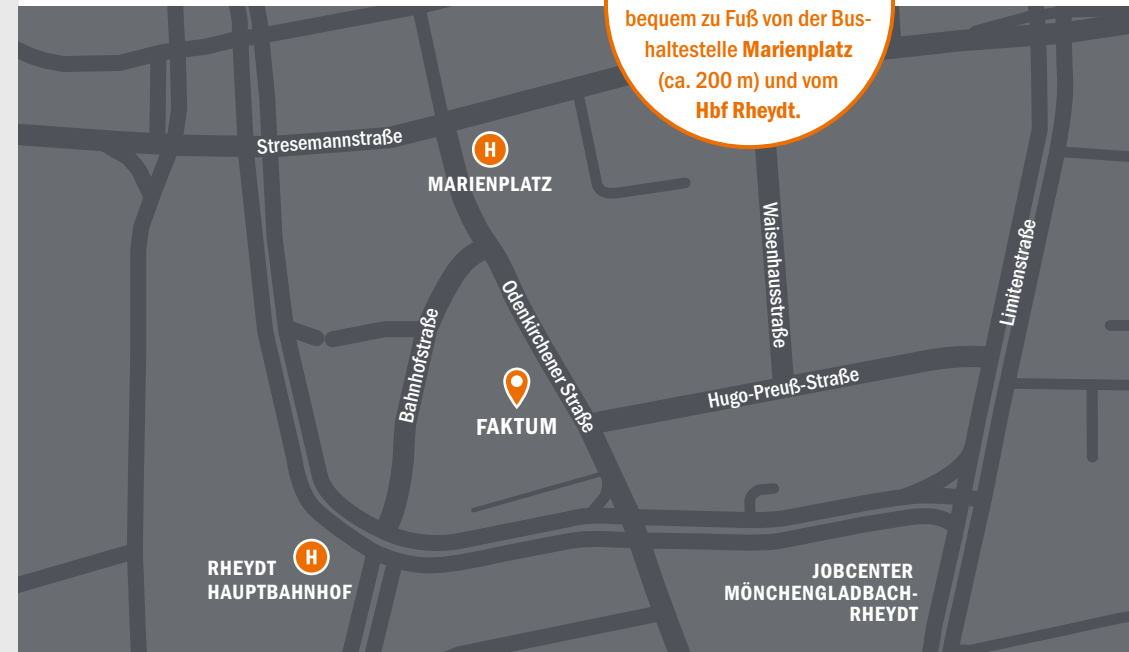 bequem zu Fuß von der Bus-
haltestelle Marienplatz
(ca. 200 m) und vom
Hbf Rheydt.
Stresemannstraße
H
MARIENPLATZ
Waisenhausstraße
Limitenstraße
Odenkirchener Straße
Bahnhofstraße
Hugo-Preuß-Straße
FAKTUM
H
RHEYDT
HAUPTBAHNHOF
JOBCENTER
MÖNCHENGLADBACH-
RHEYDT